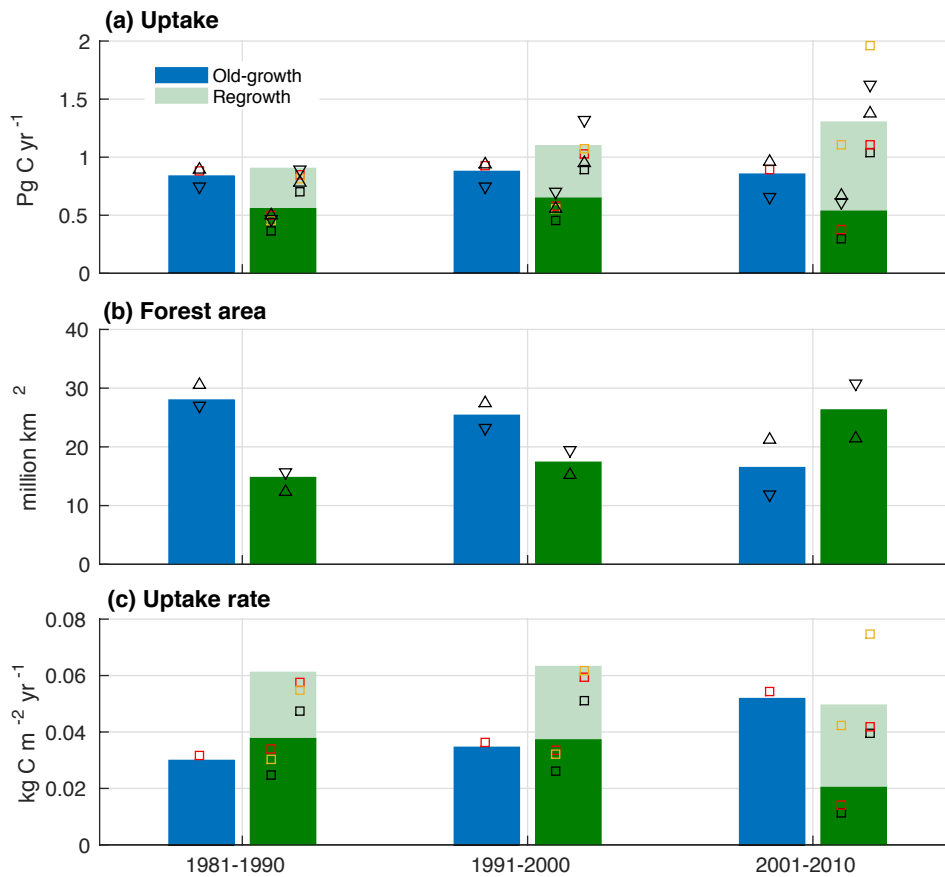 (a) Uptake
2
1.5
1
0.5
0
Pg C yr -1
Old-growth
Regrowth
(b) Forest area
40
30
20
10
0
million km 2
(c) Uptake rate
0.08
0.06
0.04
0.02
0
kg C m -2 yr -1
1981-1990
1991-2000
2001-2010